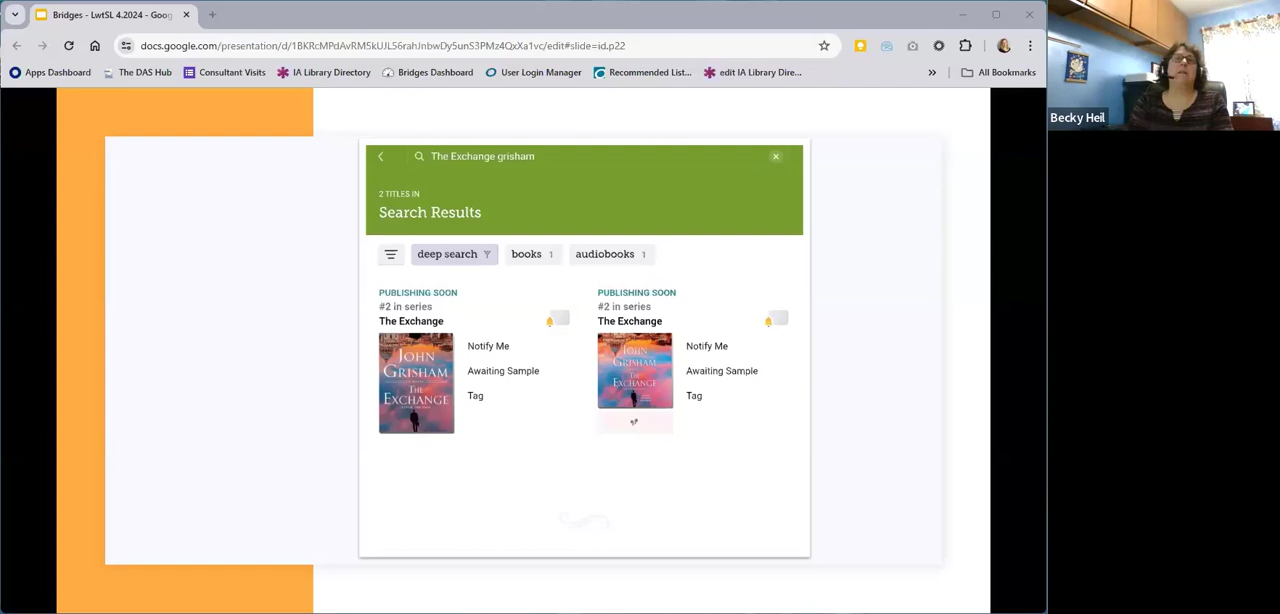 Bridges - LwtSL 4.2024 - Goog
docs.google.com/presentation/d/1BKRcMPdAvRM5kUJL56rahJnbwDy5unS3PMz4QxXa1vc/edit#slide=id.p22
Apps Dashboard
The DAS Hub
Consultant Visits
IA Library Directory
Bridges Dashboard
User Login Manager
Recommended List...
edit IA Library Dire...
All Bookmarks
Becky Heil
The Exchange grisham
2 TITLES IN
Search Results
deep search
books 1
audiobooks 1
PUBLISHING SOON
#2 in series
The Exchange
JOHN
GRISHAM
THE
EXCHANGE
Notify Me
Awaiting Sample
Tag
PUBLISHING SOON
#2 in series
The Exchange
JOHN
GRISHAM
THE
EXCHANGE
Notify Me
Awaiting Sample
Tag